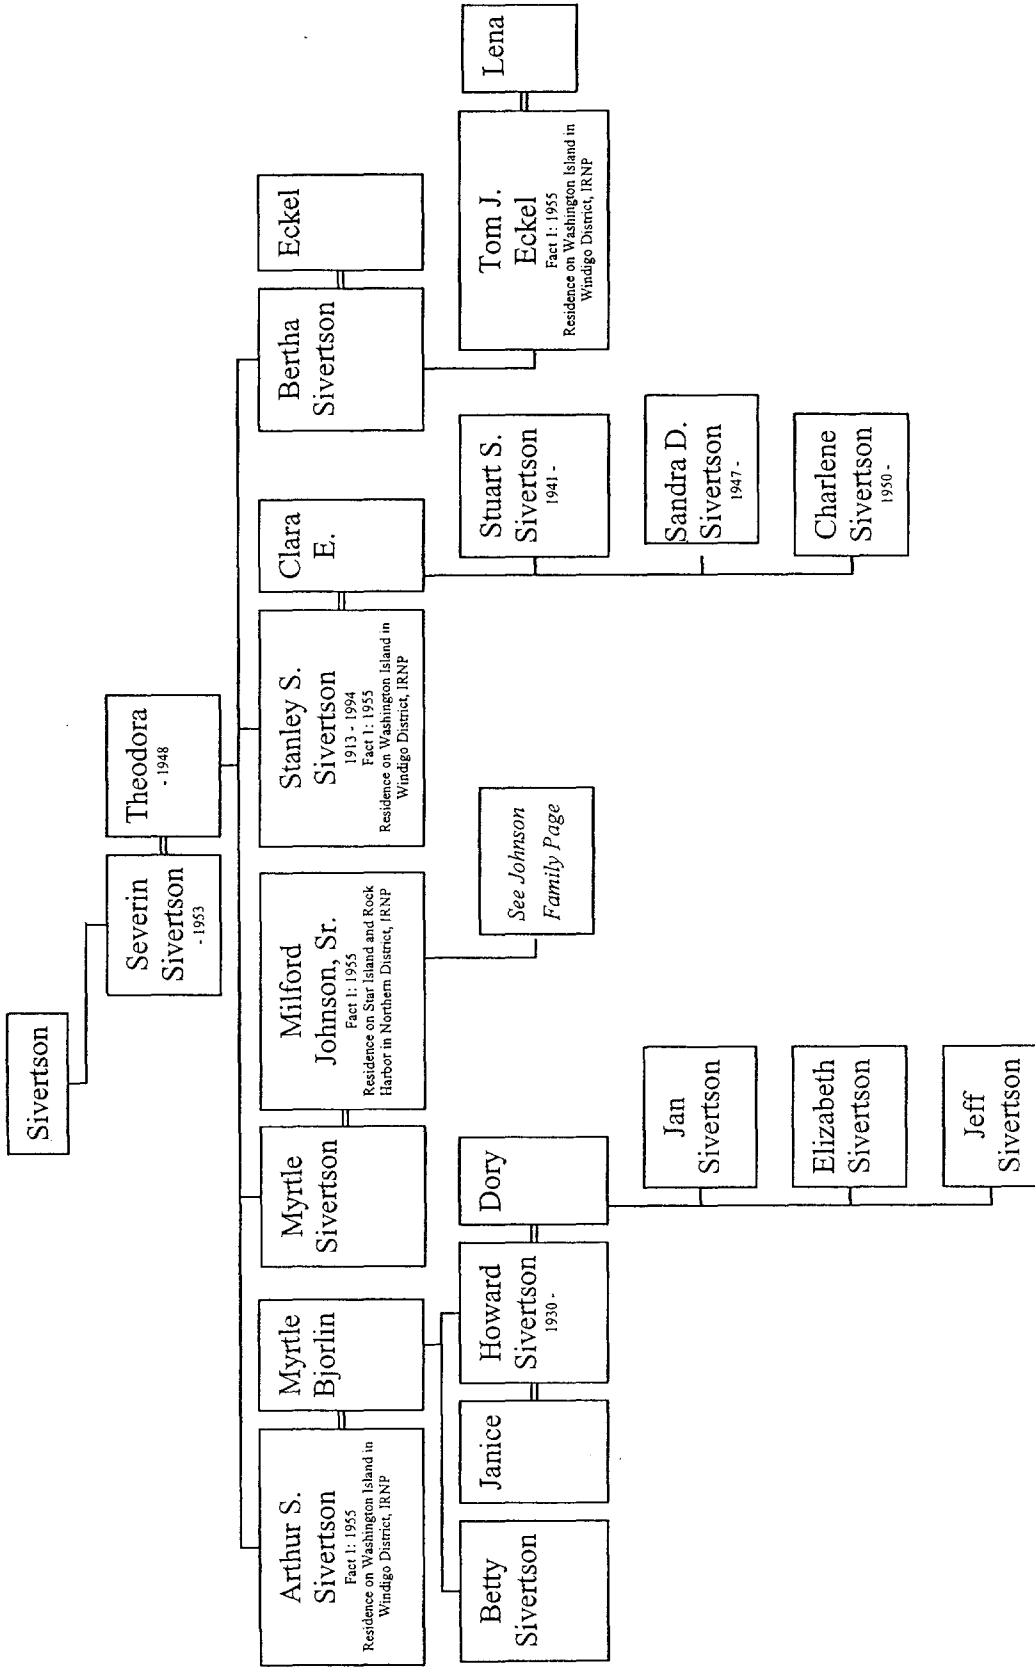 Sivertson
Severin
Sivertson
- 1953
Theodora
- 1948
Arthur S.
Sivertson
Fact 1: 1955
Residence on Washington Island in
Windigo District, IRNP
Myrtle
Bjorlin
Myrtle
Sivertson
Milford
Johnson, Sr.
Fact 1: 1955
Residence on Star Island and Rock
Harbor in Northern District, IRNP
Stanley S.
Sivertson
1913 - 1994
Fact 1: 1955
Residence on Washington Island in
Windigo District, IRNP
Clara
E.
Bertha
Sivertson
Eckel
Betty
Sivertson
Janice
Howard
Sivertson
1930 -
Dory
See Johnson
Family Page
Stuart S.
Sivertson
1941 -
Tom J.
Eckel
Fact 1: 1955
Residence on Washington Island in
Windigo District, IRNP
Lena
Jan
Sivertson
Sandra D.
Sivertson
1947 -
Elizabeth
Sivertson
Charlene
Sivertson
1950 -
Jeff
Sivertson